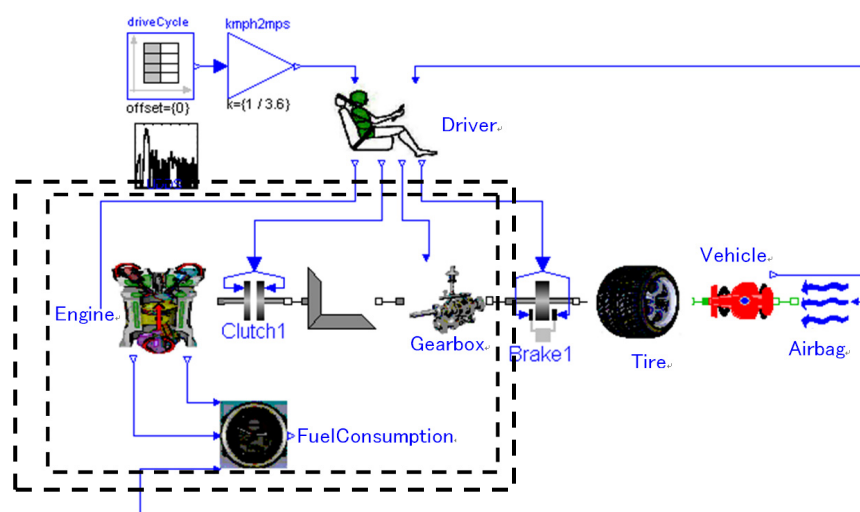 driveCycle
kmph2mps
offset={0}
k={1 / 3.6}
Driver
Vehicle
Engine
Clutch1
Gearbox
Brake1
Tire
Airbag
FuelConsumption